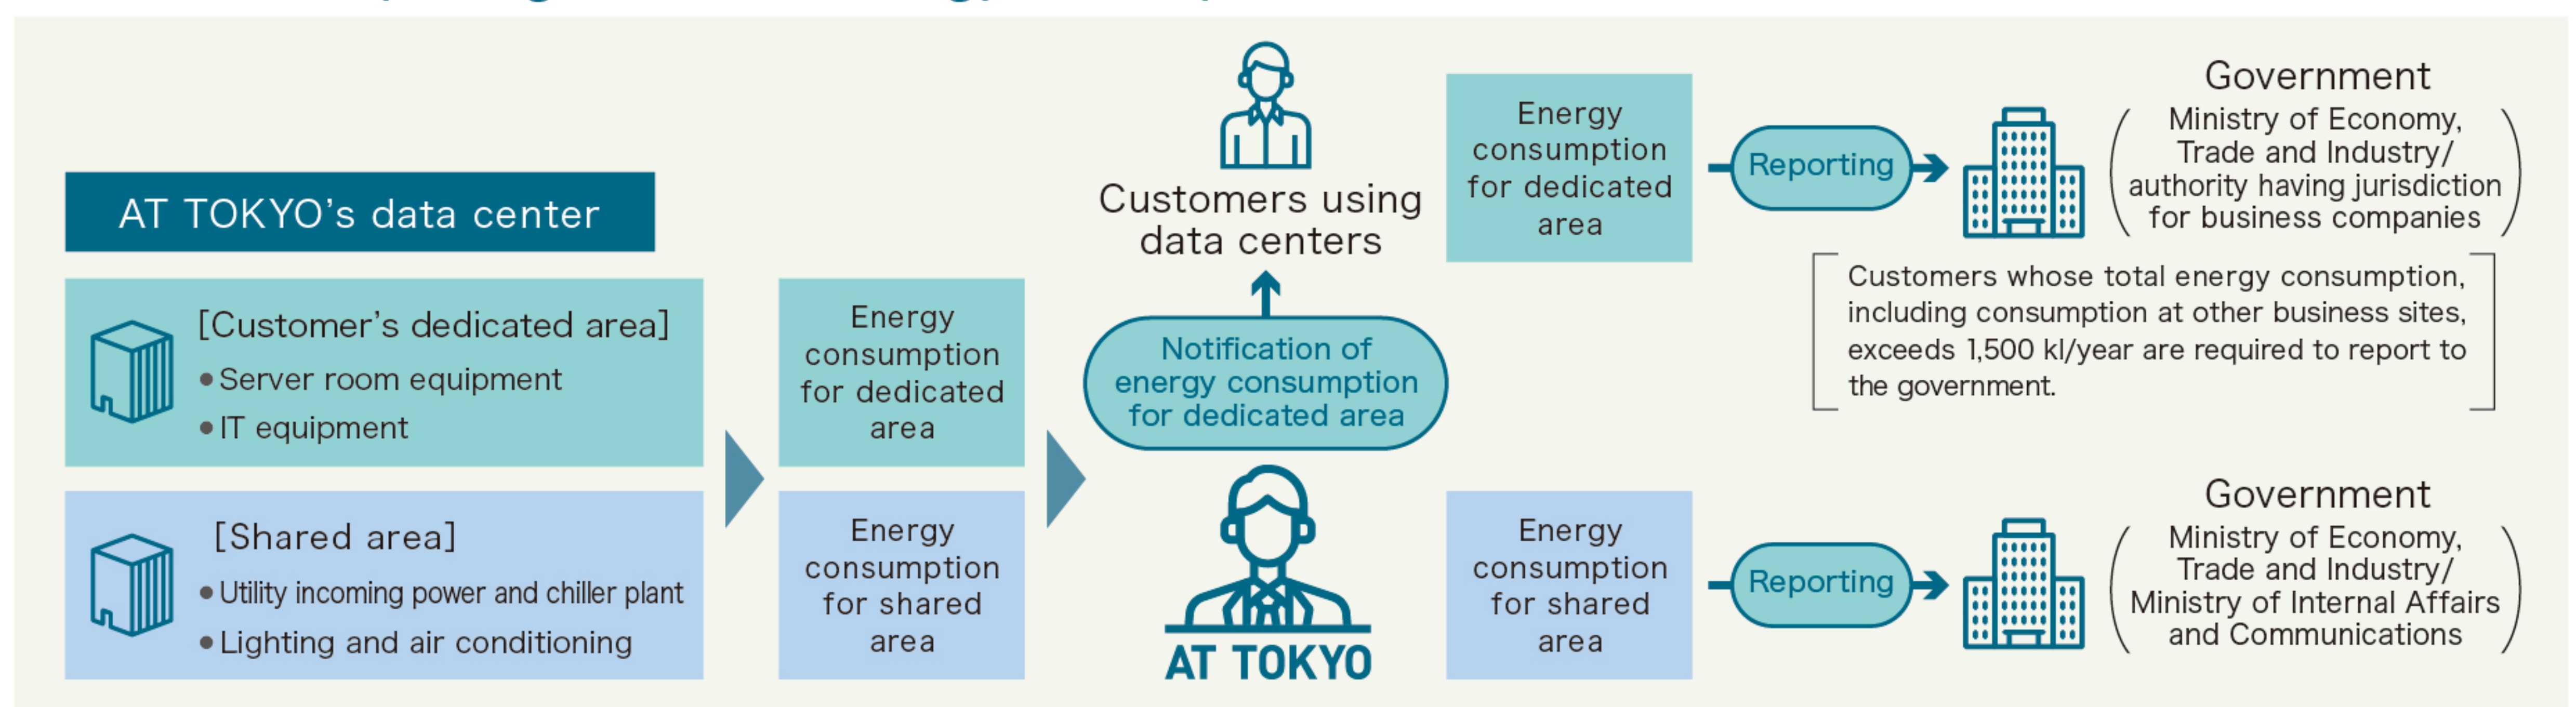 AT TOKYO's data center
[Customer's dedicated area]
● Server room equipment
● IT equipment
[Shared area]
● Utility incoming power and chiller plant
● Lighting and air conditioning
Energy
consumption
for dedicated
area
Energy
consumption
for shared
area
Customers using
data centers
Notification of
energy consumption
for dedicated area
AT TOKYO
Energy
consumption
for dedicated
area
Reporting
Government
Ministry of Economy,
Trade and Industry/
authority having jurisdiction
for business companies
Customers whose total energy consumption,
including consumption at other business sites,
exceeds 1,500 kl/year are required to report to
the government.
Energy
consumption
for shared
area
Reporting
Government
Ministry of Economy,
Trade and Industry/
Ministry of Internal Affairs
and Communications